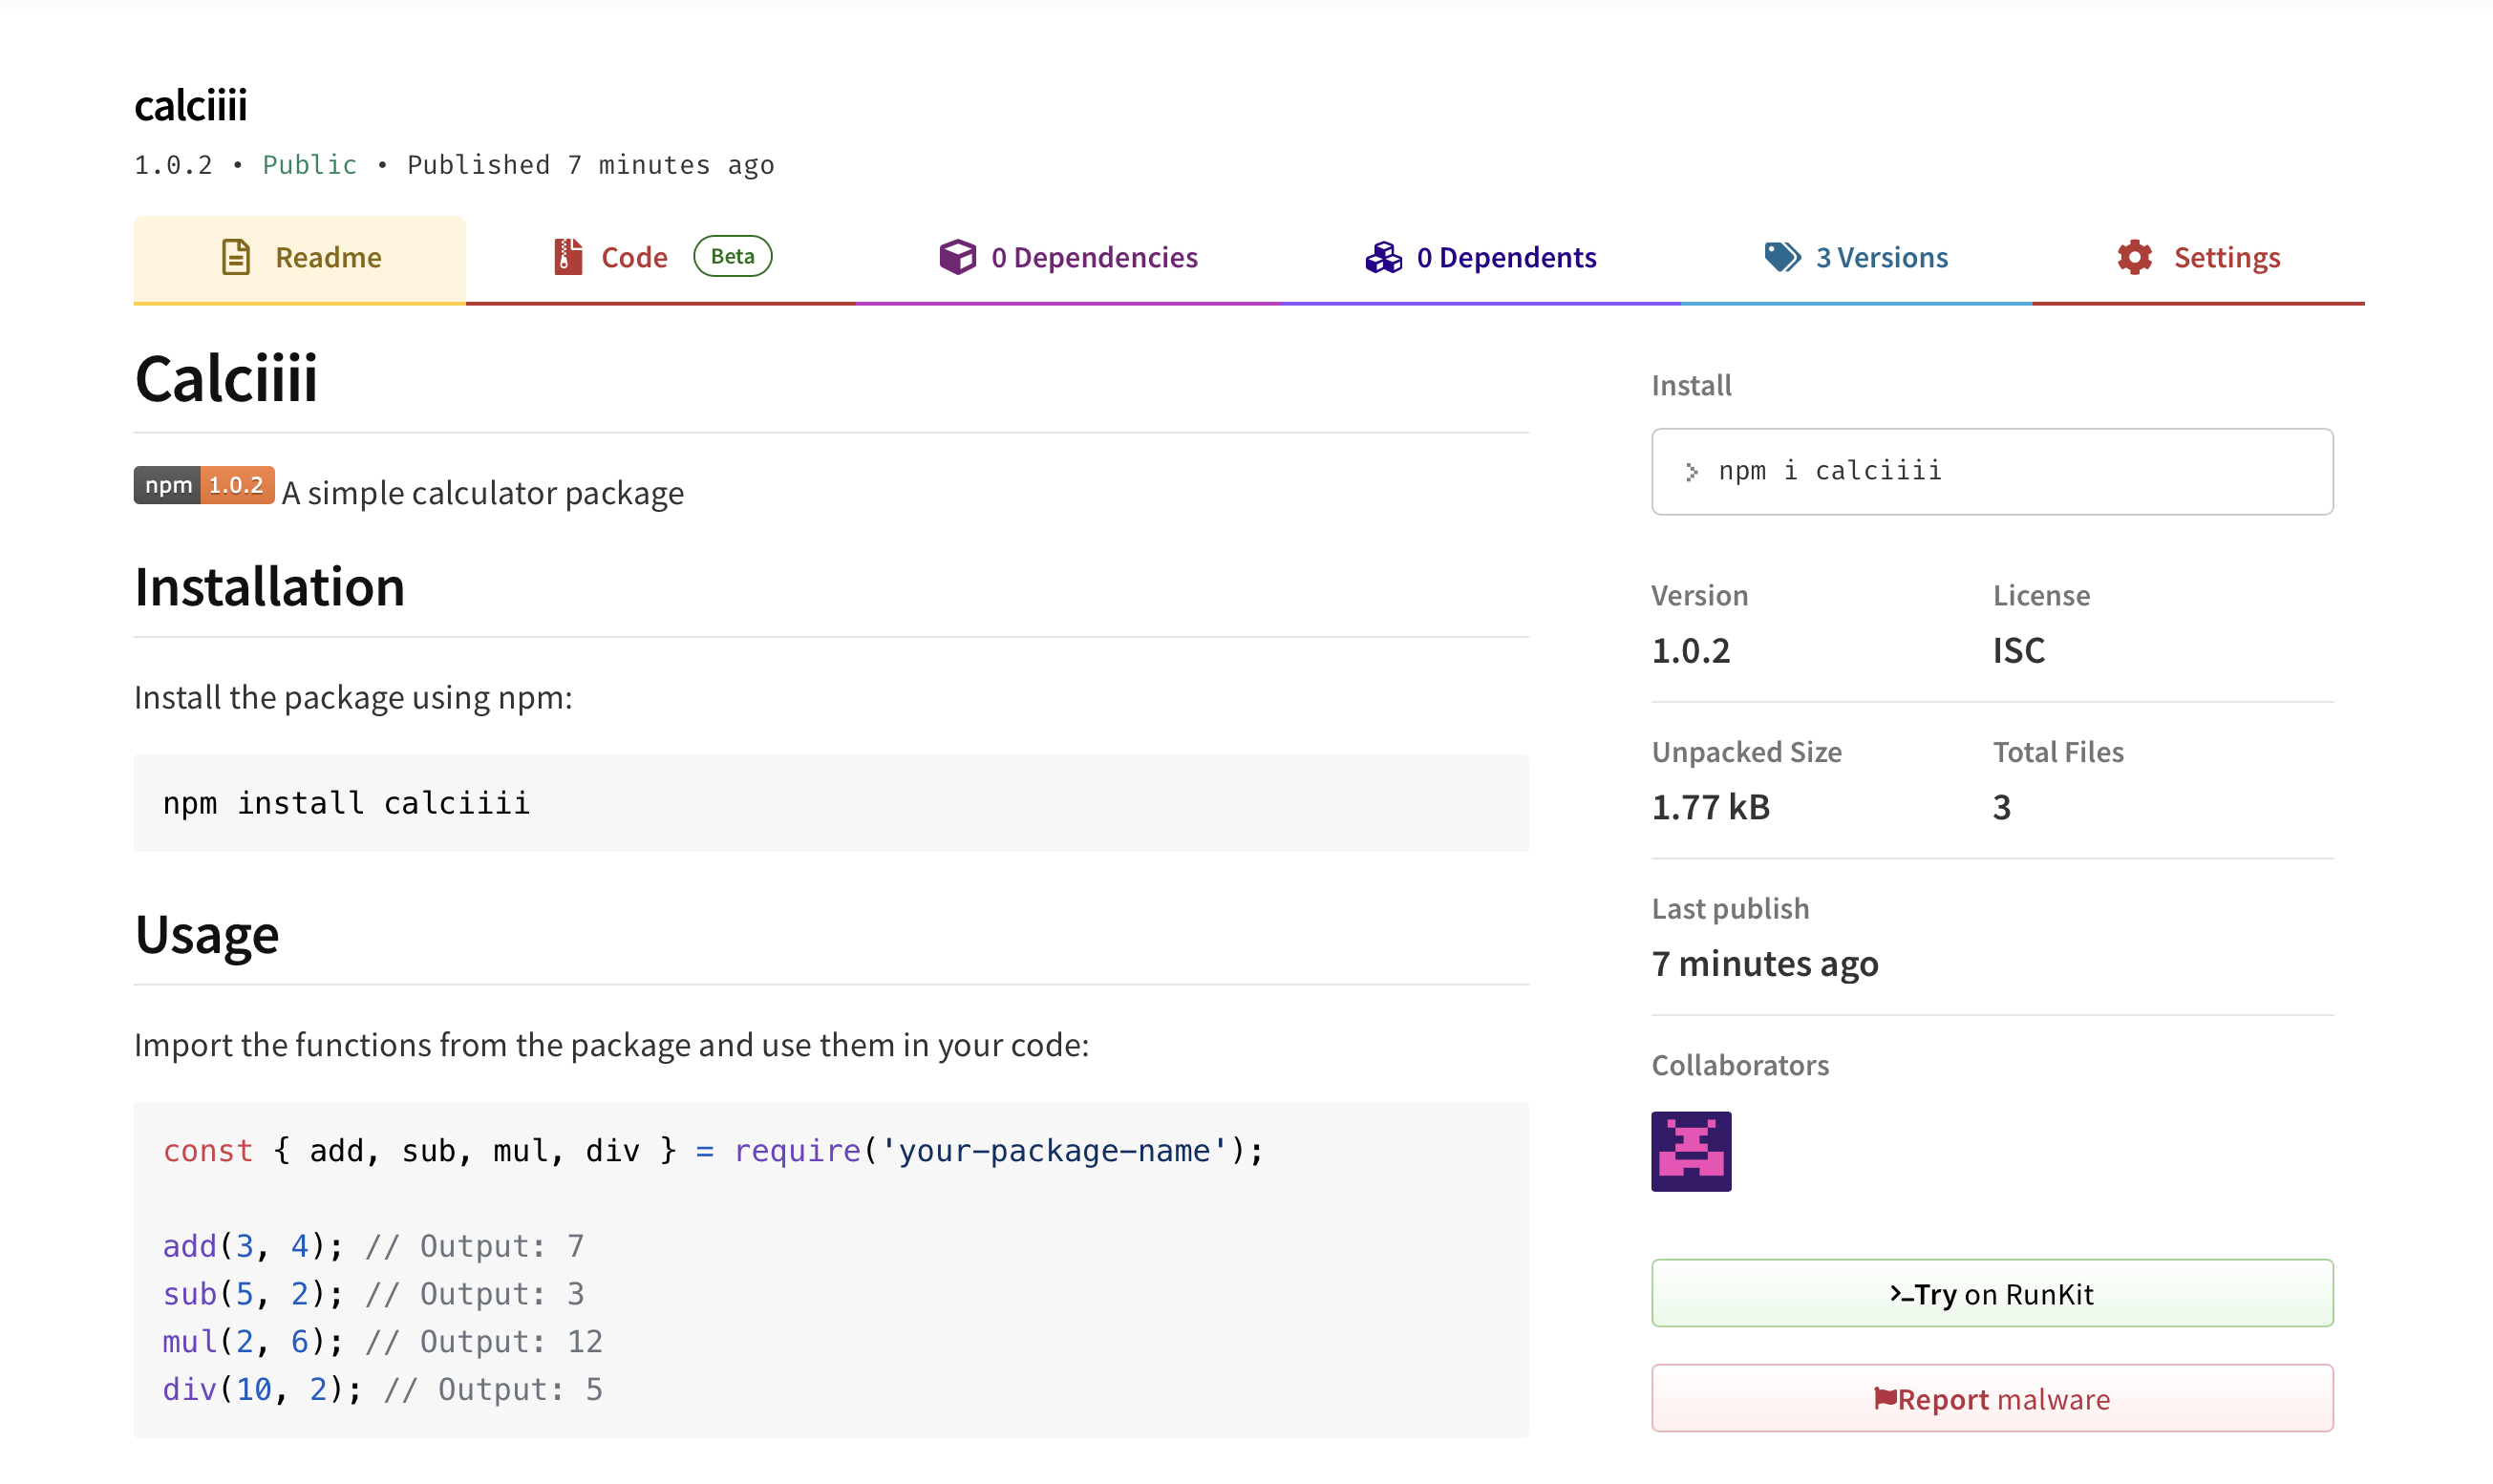 calciiii
1.0.2 • Public • Published 7 minutes ago
Readme
Code Beta
0 Dependencies
0 Dependents
3 Versions
Settings
Calciiii
npm 1.0.2 A simple calculator package
Installation
Install the package using npm:
npm install calciiii
Usage
Import the functions from the package and use them in your code:
const { add, sub, mul, div } = require('your-package-name');
add(3, 4); // Output: 7
sub(5, 2); // Output: 3
mul(2, 6); // Output: 12
div(10, 2); // Output: 5
Install
> npm i calciiii
Version
1.0.2
License
ISC
Unpacked Size
1.77 kB
Total Files
3
Last publish
7 minutes ago
Collaborators
Try on RunKit
Report malware